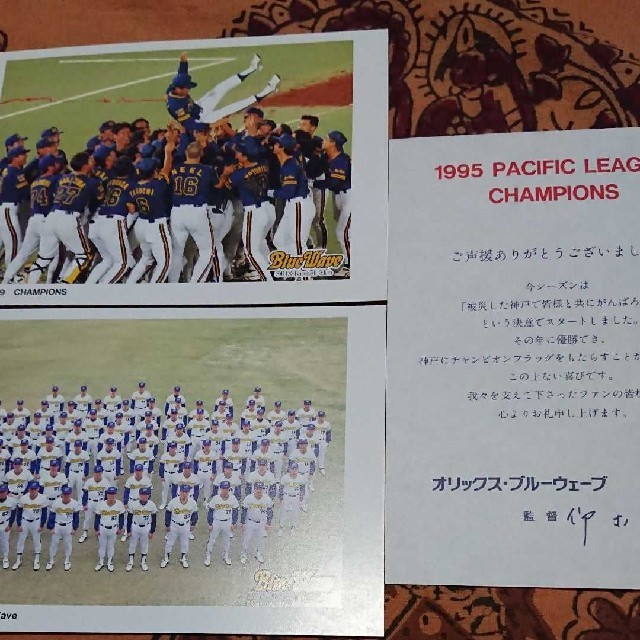 BlueWave
CHAMPIONS
BlueWave
1995 PACIFIC LEAG
CHAMPIONS
ご声援ありがとうございまし
今シーズンは
「被災した神戸で皆様と共にがんばろ
という決意でスタートしました。
その年に優勝でき、
神戸にチャンピオンフラッグをもたらすことが
この上ない喜びです。
我々を支えて下さったファンの皆様
心よりお礼申し上げます。
オリックス・ブルーウェーブ
監督 仰木